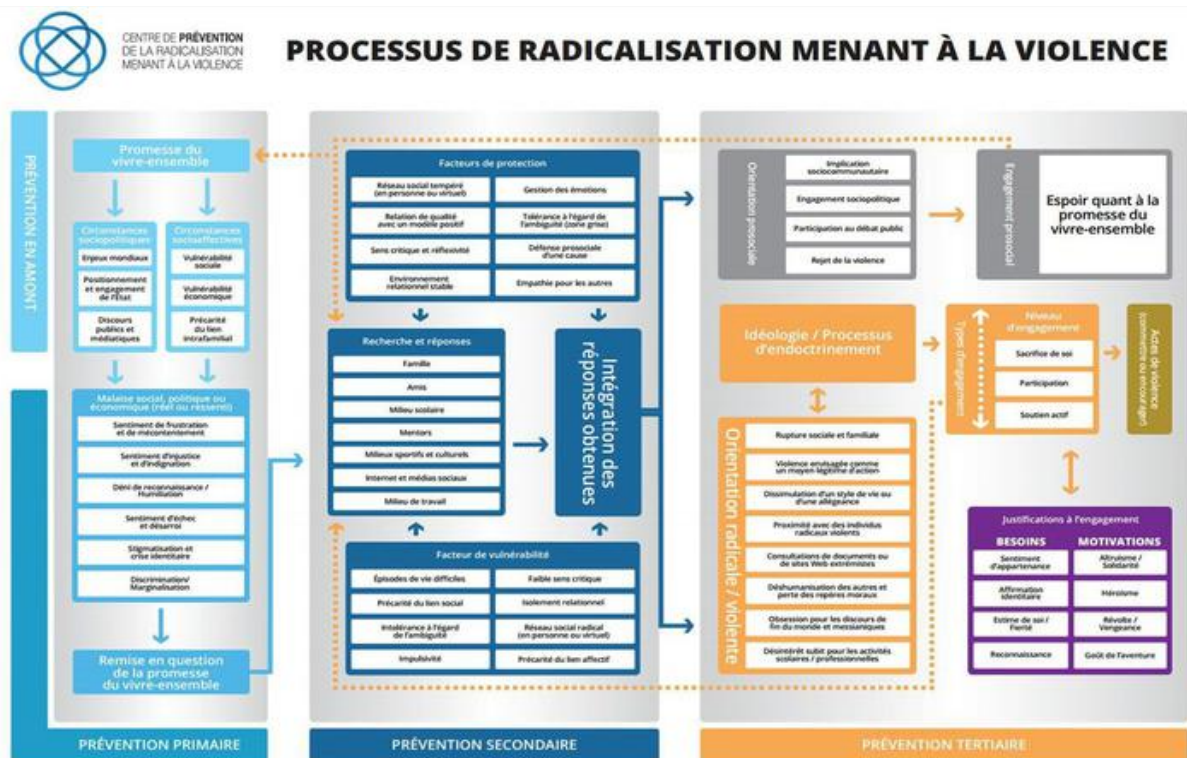 CENTRE DE PRÉVENTION
DE LA RADICALISATION
MENANT À LA VIOLENCE
PROCESSUS DE RADICALISATION MENANT À LA VIOLENCE
PRÉVENTION EN AMONT
Promesse du
vivre-ensemble
Circonstances
sociopolitiques
Enjeux mondiaux
Positionnement et
engagement de
l'État
Discours
publics et
médiatiques
Circonstances
socioaffectives
Vulnérabilité
sociale
Vulnérabilité
économique
Précarité
du lien
intrafamilial
Malaise social, politique ou
économique (réel ou ressenti)
Sentiment de frustration
et de mécontentement
Sentiment d'injustice
et d'indignation
Déni de reconnaissance /
Humiliation
Sentiment d'échec
et désarroi
Stigmatisation et
crise identitaire
Discrimination/
Marginalisation
Remise en question
de la promesse
du vivre-ensemble
PRÉVENTION PRIMAIRE
Facteurs de protection
Réseau social tempéré
(en personne ou virtuel)
Gestion des émotions
Relation de qualité
avec un modèle positif
Tolérance à l'égard de
l'ambiguïté (zone grise)
Sens critique et réflexivité
Défense prosociale
d'une cause
Environnement
relationnel stable
Empathie pour les autres
Recherche et réponses
Famille
Amis
Milieu scolaire
Mentors
Milieux sportifs et culturels
Internet et médias sociaux
Milieu de travail
Intégration des
réponses obtenues
Facteur de vulnérabilité
Épisodes de vie difficiles
Faible sens critique
Précarité du lien social
Isolement relationnel
Intolérance à l'égard
de l'ambiguïté
Réseau social radical
(en personne ou virtuel)
Impulsivité
Précarité du lien affectif
PRÉVENTION SECONDAIRE
Orientation prosociale
Implication
sociocommunautaire
Engagement sociopolitique
Participation au débat public
Rejet de la violence
Engagement prosocial
Espoir quant à la
promesse du
vivre-ensemble
Idéologie / Processus
d'endoctrinement
Types d'engagement
Niveau
d'engagement
Sacrifice de soi
Participation
Soutien actif
Actes de violence
(commettre ou encourager)
Orientation radicale / violente
Rupture sociale et familiale
Violence envisagée comme
un moyen légitime d'action
Dissimulation d'un style de vie ou
d'une allégeance
Proximité avec des individus
radicaux violents
Consultations de documents ou
de sites Web extrémistes
Déshumanisation des autres et
perte des repères moraux
Obsession pour les discours de
fin du monde et messianiques
Désintérêt subit pour les activités
scolaires / professionnelles
Justifications à l'engagement
BESOINS
Sentiment
d'appartenance
Affirmation
identitaire
Estime de soi /
Fierté
Reconnaissance
MOTIVATIONS
Altruisme /
Solidarité
Héroïsme
Révolte /
Vengeance
Goût de l'aventure
PRÉVENTION TERTIAIRE